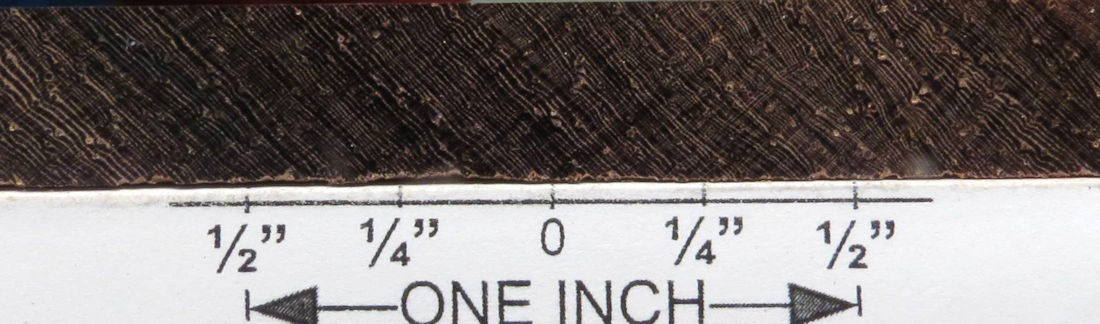 1/2” 1/4” 0 1/4” 1/2”
ONE INCH